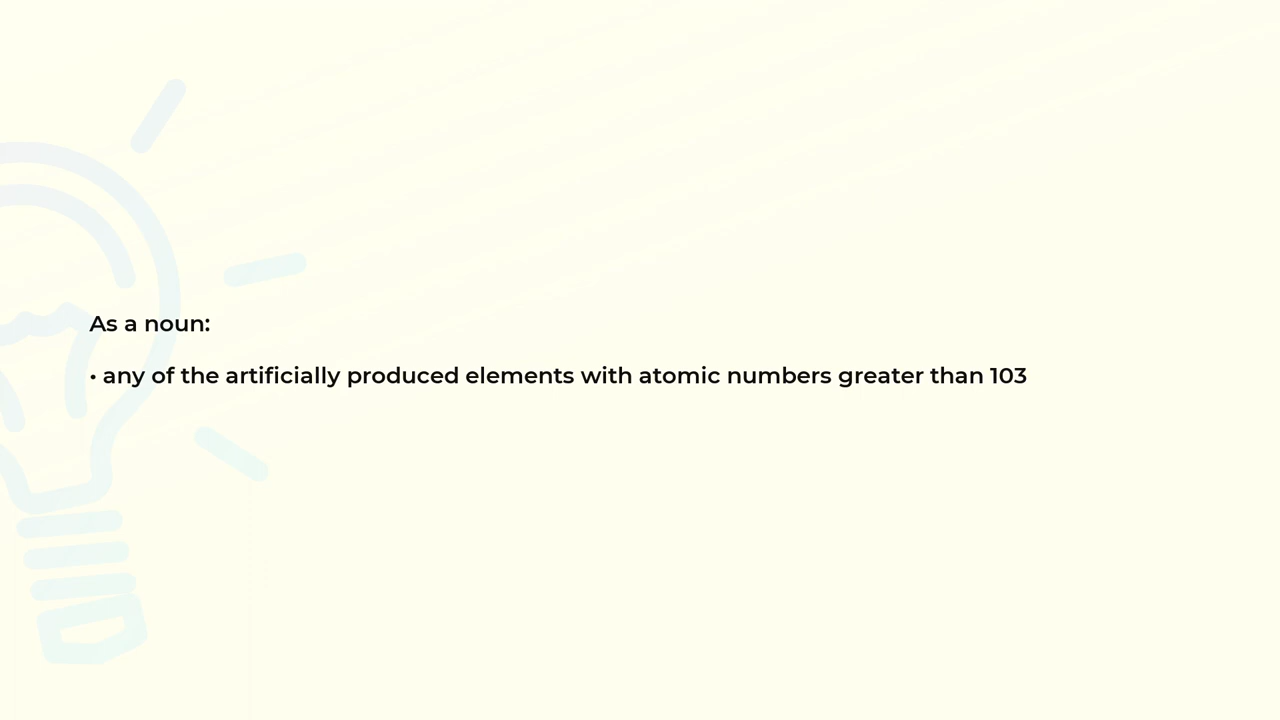 As a noun:
• any of the artificially produced elements with atomic numbers greater than 103